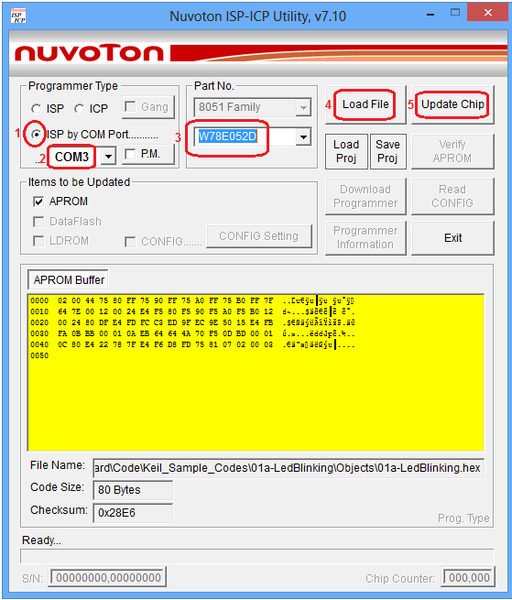 ISP
ICP
Nuvoton ISP-ICP Utility, v7.10
nuvoTon
Programmer Type
ISP ICP Gang
1 ISP by COM Port...........
..2 COM3 P.M.
Part No.
8051 Family
3 W78E052D
4 Load File
5 Update Chip
Load Proj
Save Proj
Verify APROM
Download Programmer
Read CONFIG
Programmer Information
Exit
Items to be Updated
APROM
DataFlash
LDROM CONFIG....... CONFIG Setting
APROM Buffer
0000 02 00 44 75 80 FF 75 90 FF 75 A0 FF 75 B0 FF 7F
0010 64 7E 00 12 00 24 E4 F5 80 F5 90 F5 A0 F5 B0 12
0020 00 24 80 DF E4 FD FC C3 ED 9F EC 9E 50 15 E4 FB
0030 FA 0B BB 00 01 0A EB 64 64 4A 70 F5 0D BD 00 01
0040 0C 80 E4 22 78 7F E4 F6 D8 FD 75 81 07 02 00 03
0050
File Name: ard\Code\Keil_Sample_Codes\01a-LedBlinking\Objects\01a-LedBlinking.hex
Code Size: 80 Bytes
Checksum: 0x28E6
Prog. Type
Ready...
S/N: 00000000,00000000
Chip Counter: 000,000